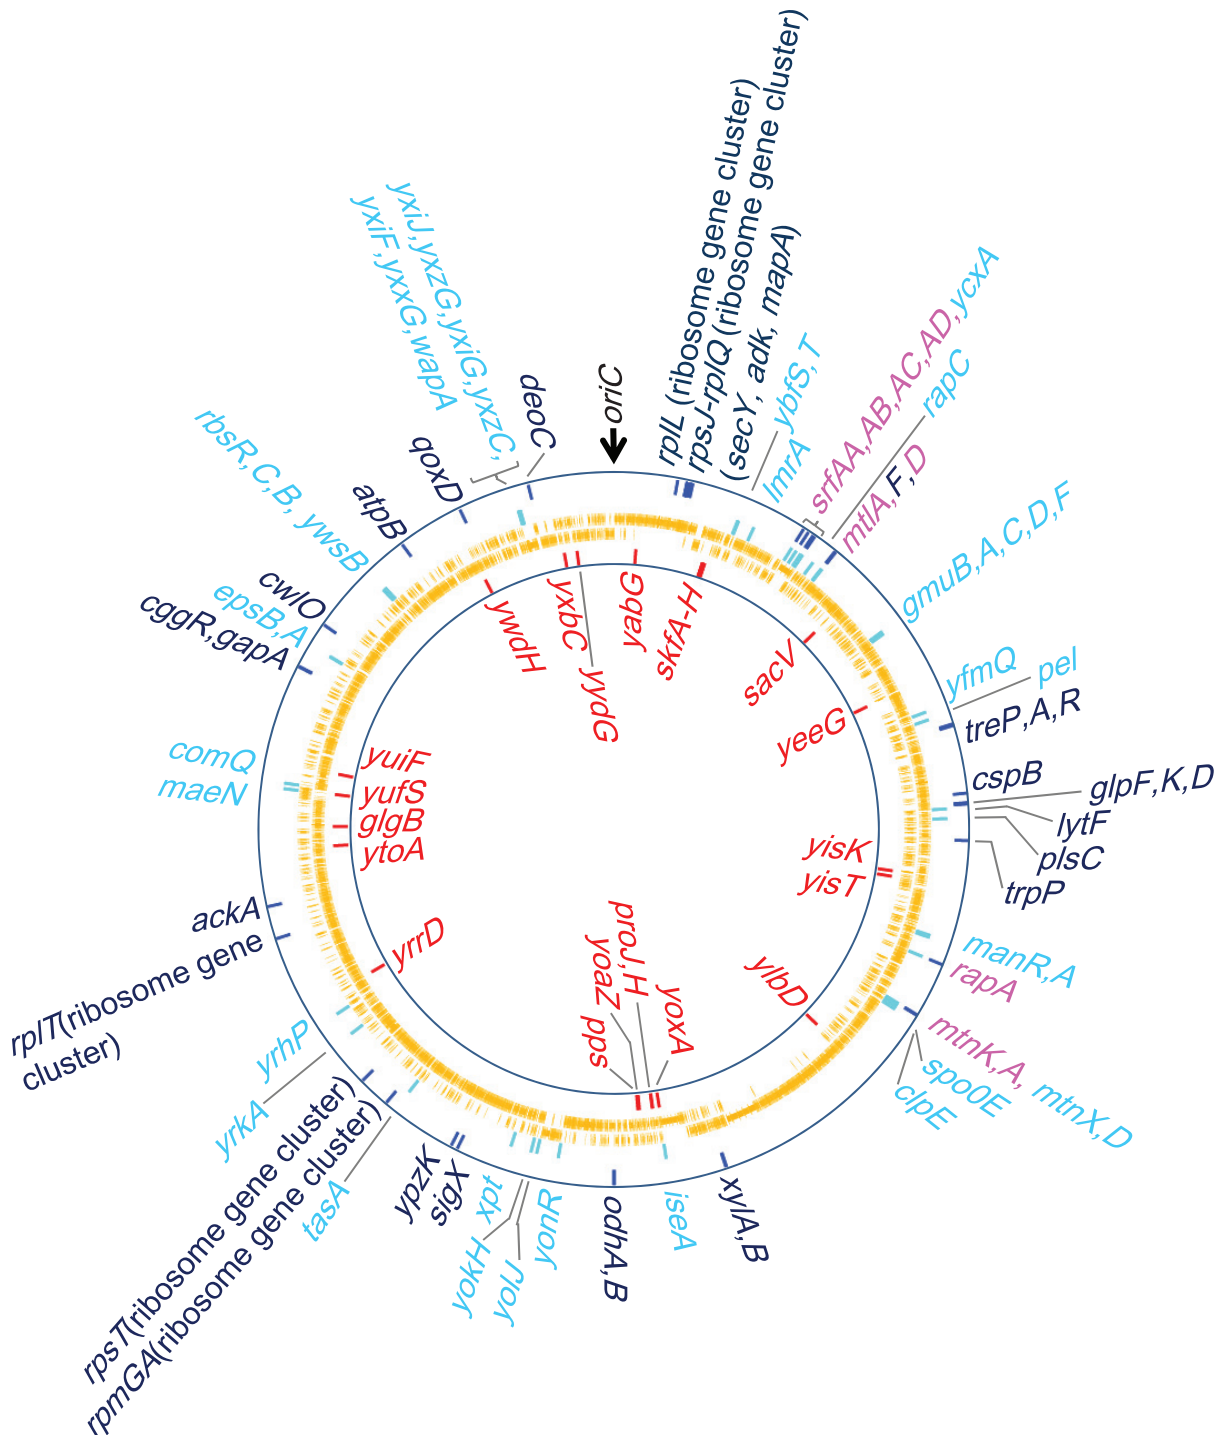 oriC
rplL (ribosome gene cluster)
rpsJ-rplQ (ribosome gene cluster)
(secY, adk, mapA)
ybfS,T
lmrA
srfAA,AB,AC,AD,ycxA
rapC
mtlA,F,D
gmuB,A,C,D,F
yfmQ
pel
treP,A,R
cspB
glpF,K,D
lytF
plsC
trpP
manR,A
rapA
mtnK,A, mtnX,D
spo0E
clpE
xylA,B
iseA
odhA,B
yonR
yolJ
yokH
xpt
sigX
ypzK
tasA
rpmGA(ribosome gene cluster)
rpsT(ribosome gene cluster)
yrkA
yrhP
rplT(ribosome gene
cluster)
ackA
maeN
comQ
cggR,gapA
epsB,A
cwlO
rbsR,C,B, ywsB
atpB
qoxD
yxiJ,yxzG,yxiG,yxzC,
yxiF,yxxG,wapA
deoC
yabG
skfA-H
sacV
yeeG
yisK
yisT
ylbD
yoxA
proJ,H
yoaZ
pps
yrrD
ytoA
glgB
yufS
yuiF
ywdH
yxbC
yydG